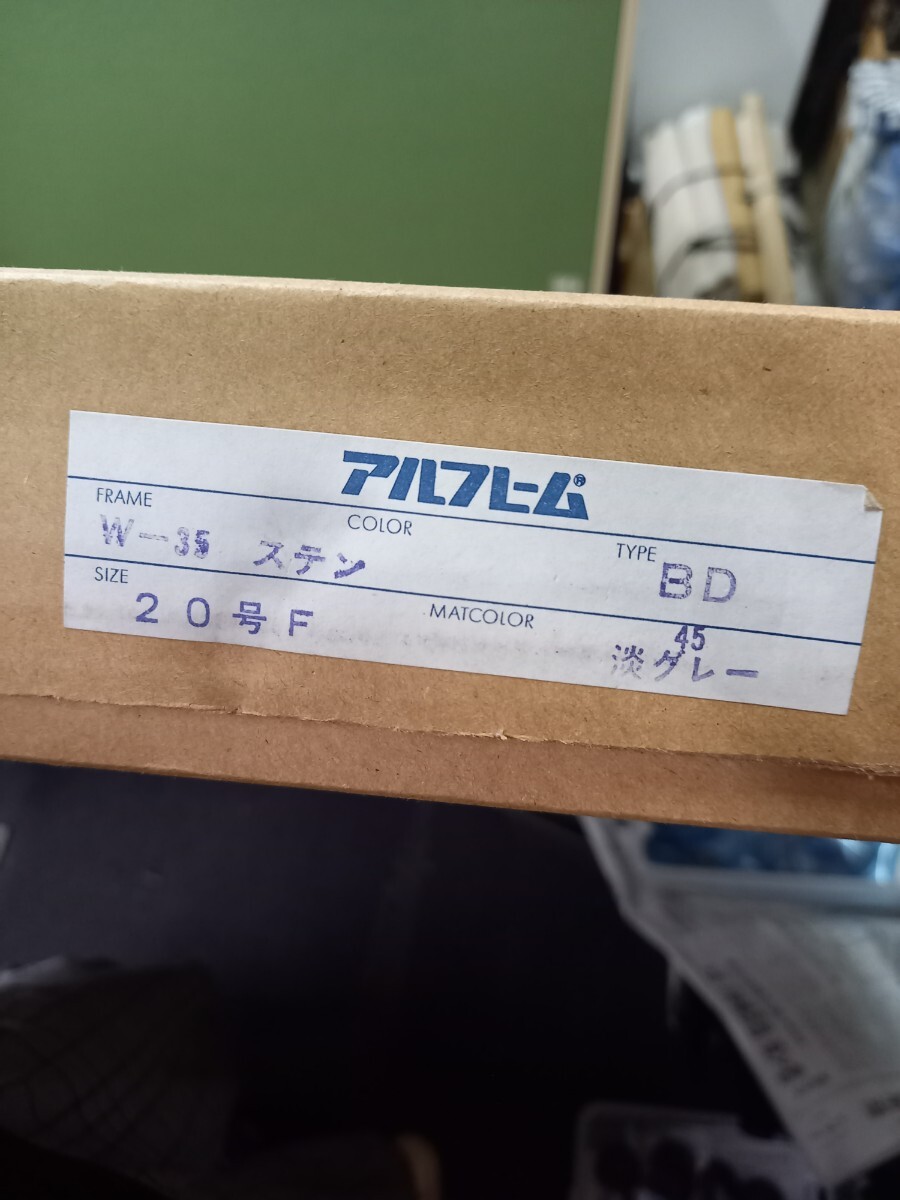 アルフレーム®
FRAME
COLOR
TYPE
W-35 ステン
BD
SIZE
MATCOLOR
20号F
45
淡グレー